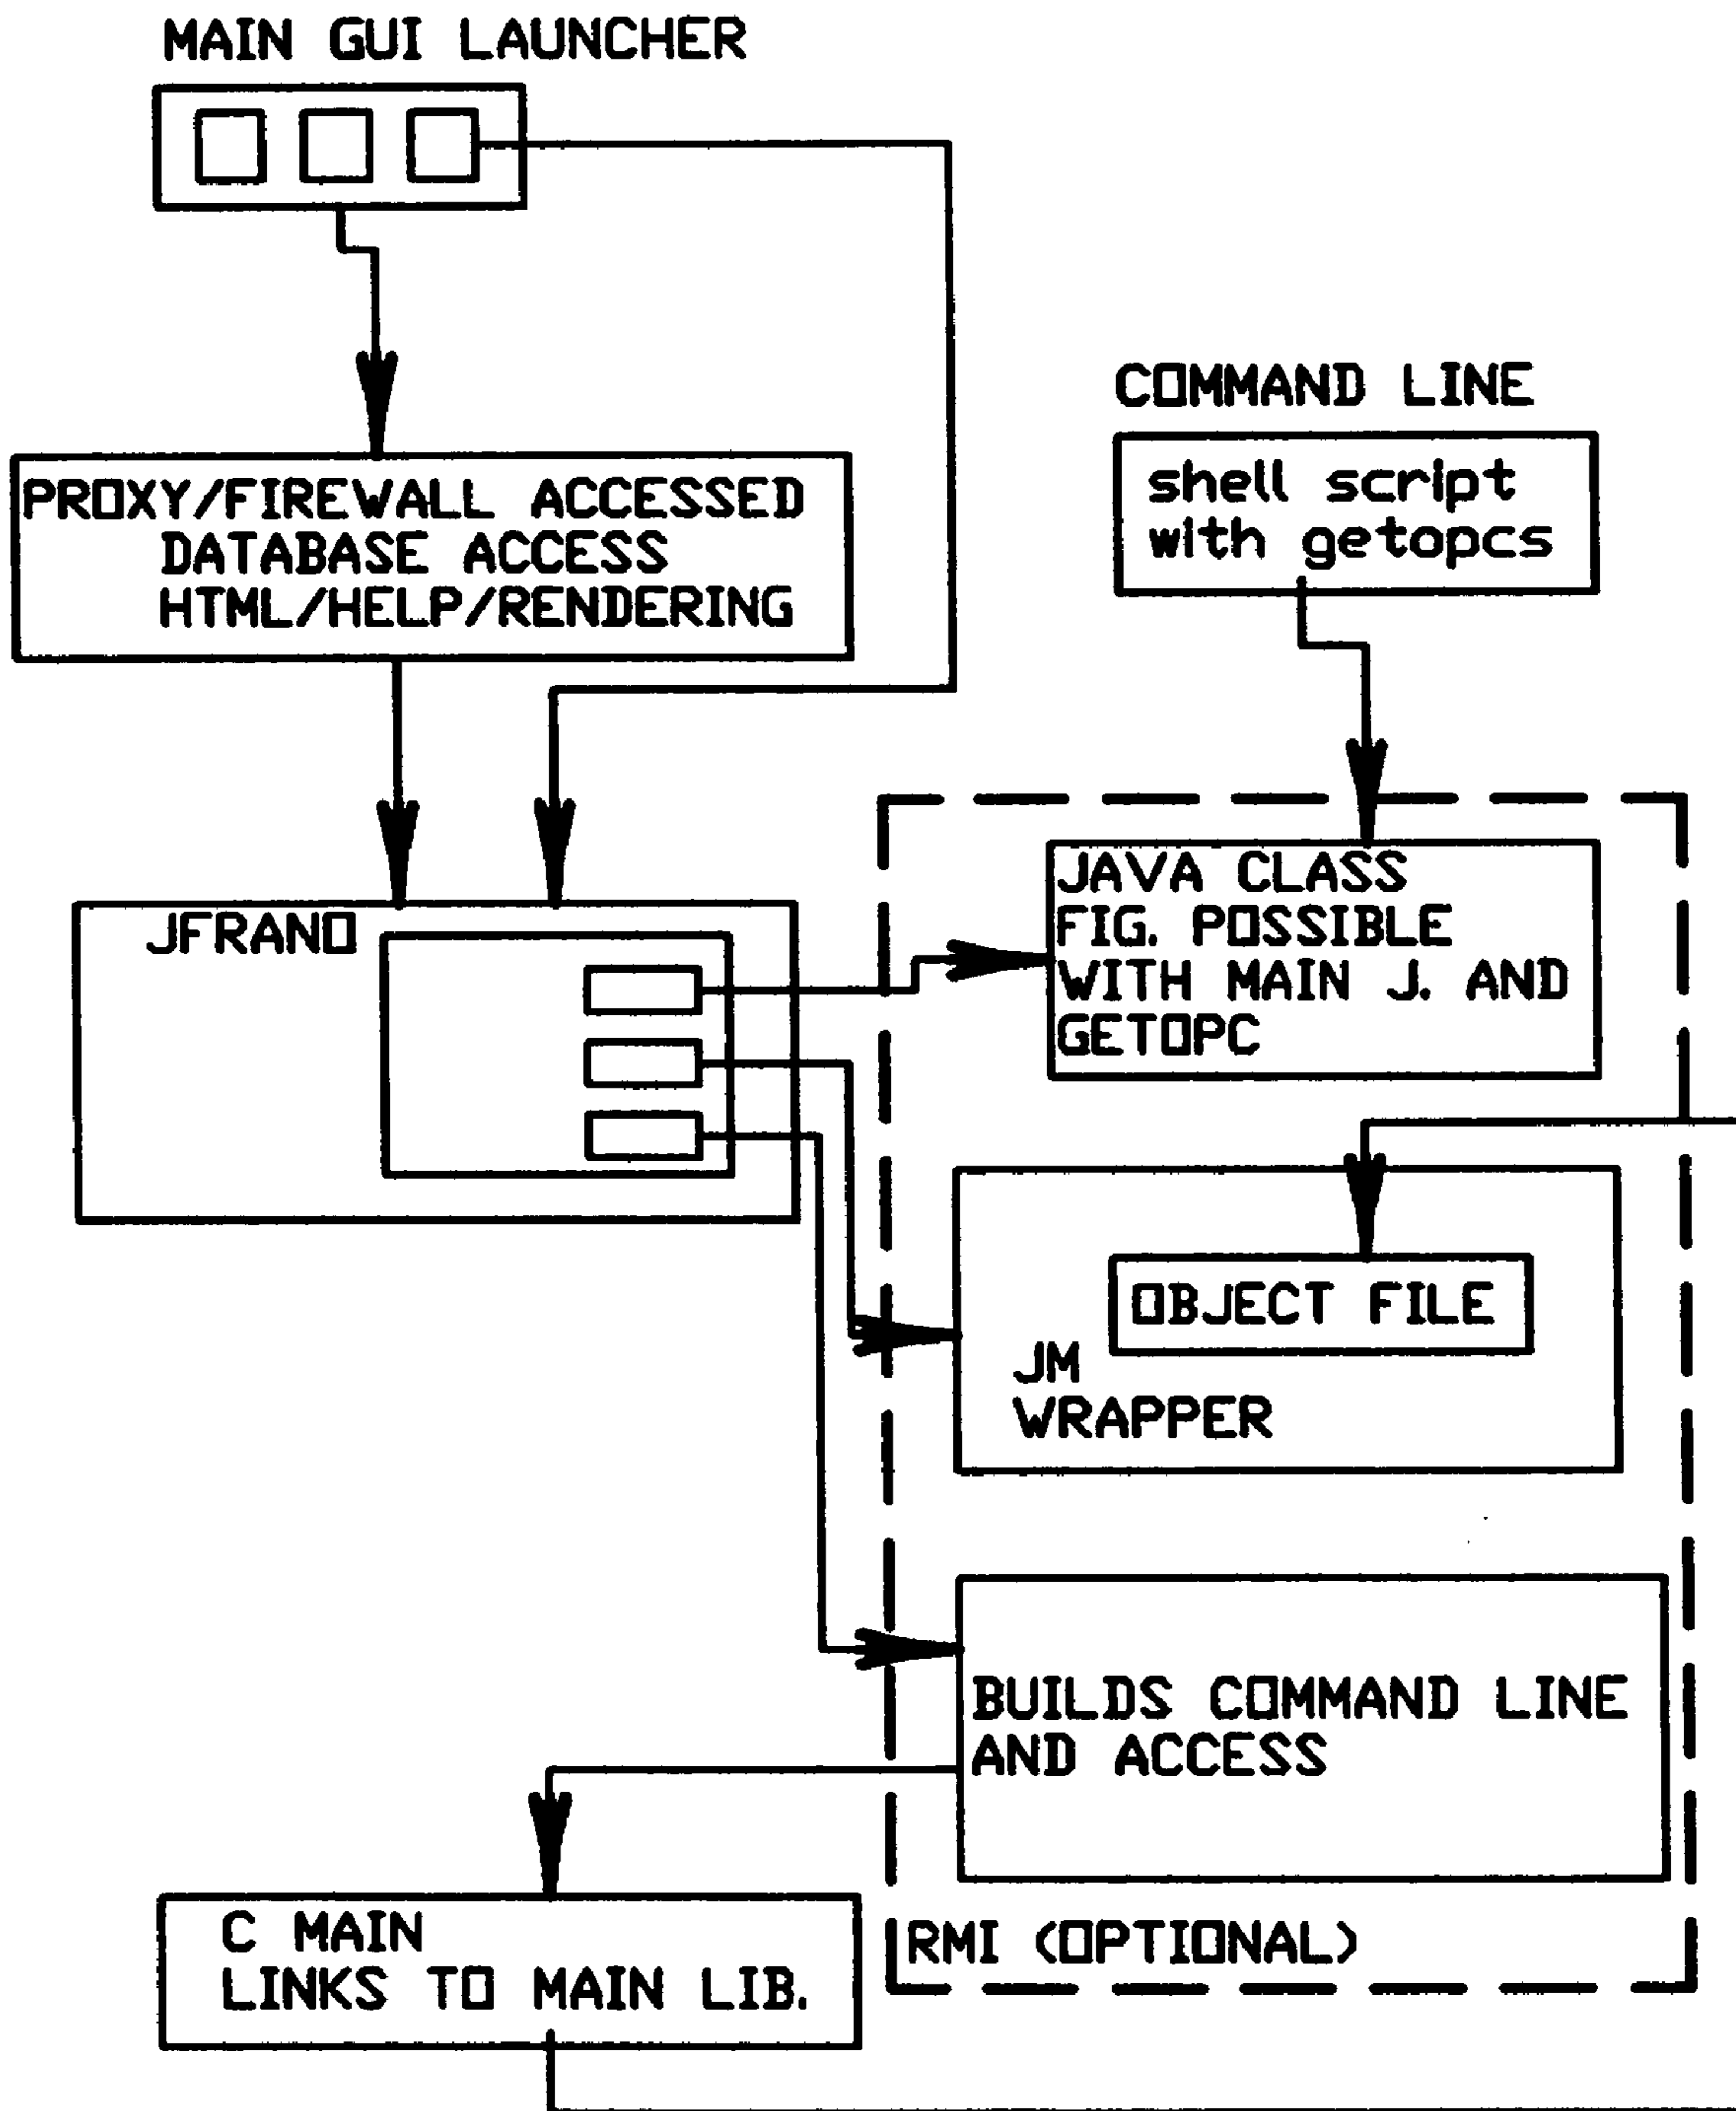 MAIN GUI LAUNCHER
COMMAND LINE
shell script
with getopcs
PROXY/FIREWALL ACCESSED
DATABASE ACCESS
HTML/HELP/RENDERING
JFRANO
JAVA CLASS
FIG. POSSIBLE
WITH MAIN J. AND
GETOPC
OBJECT FILE
JM
WRAPPER
BUILDS COMMAND LINE
AND ACCESS
RMI (OPTIONAL)
C MAIN
LINKS TO MAIN LIB.